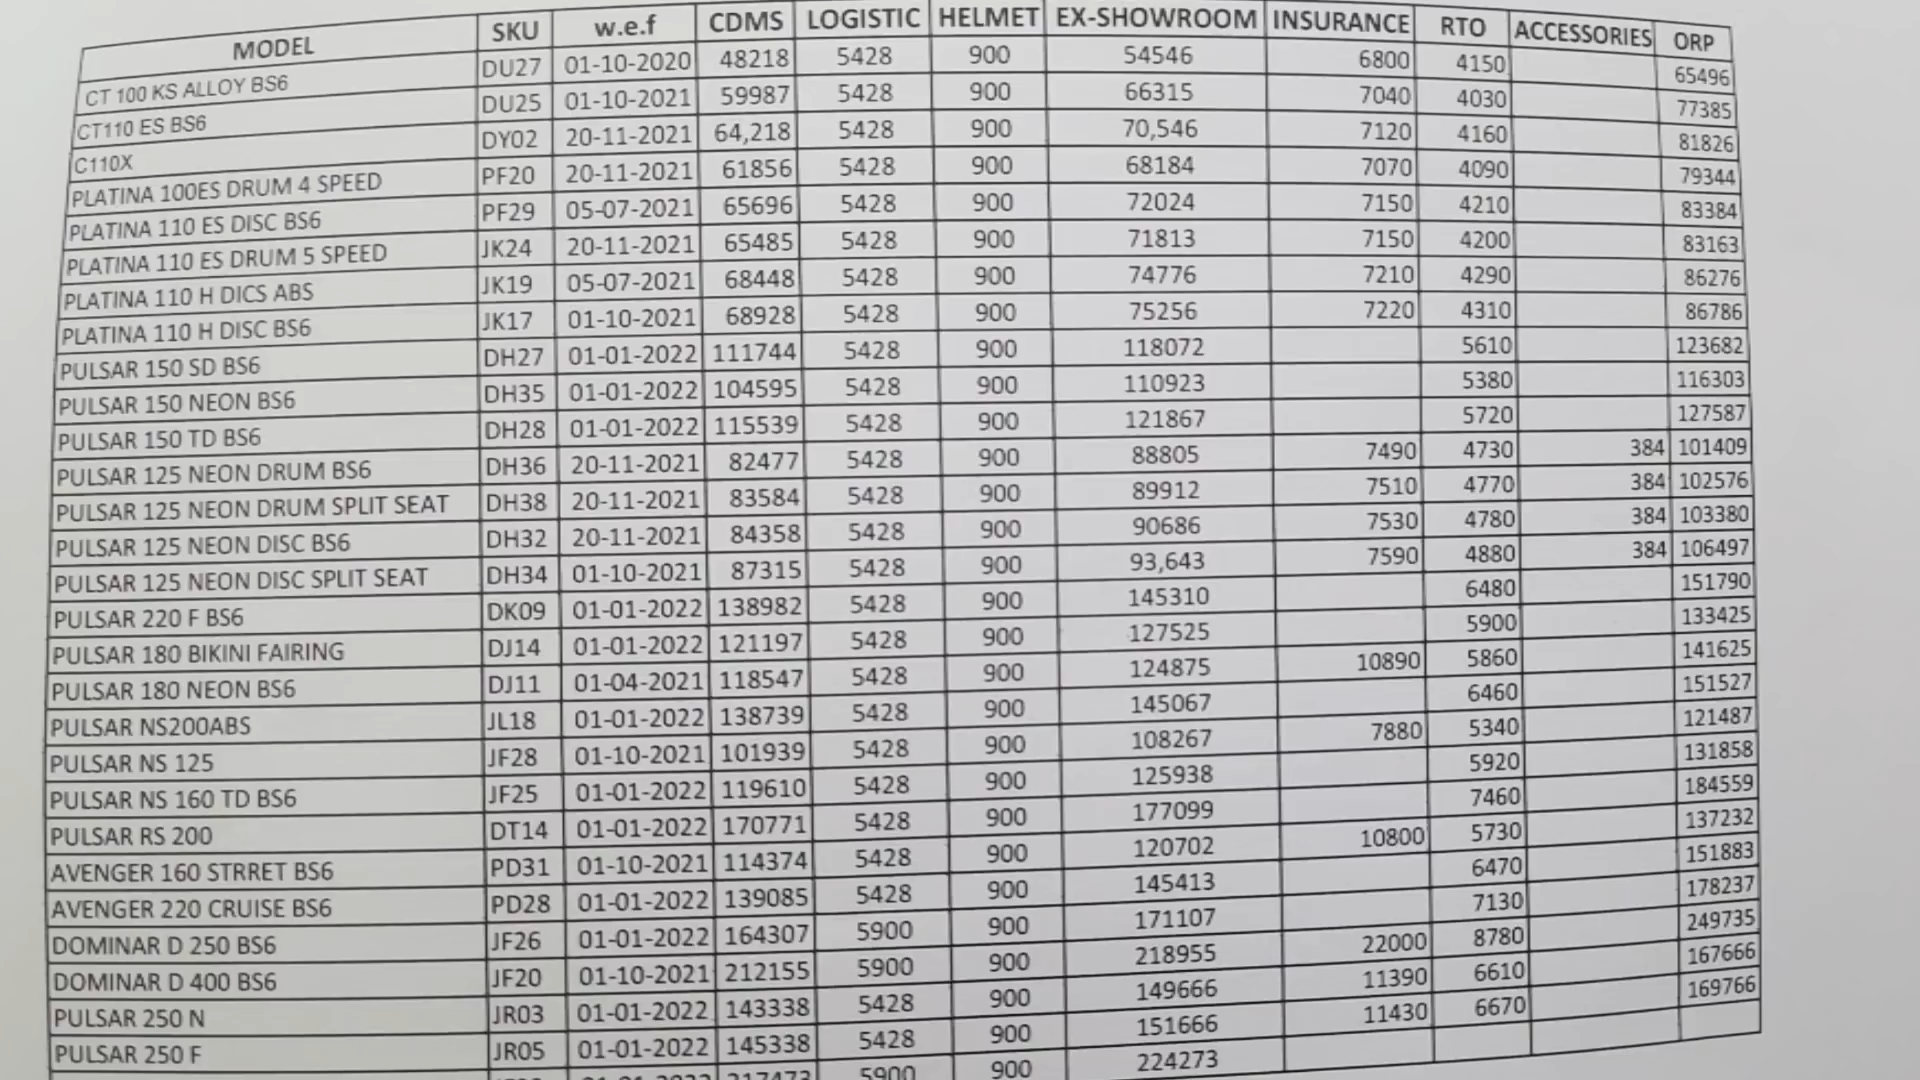 MODEL SKU w.e.f CDMS LOGISTIC HELMET EX-SHOWROOM INSURANCE RTO ACCESSORIES ORP
CT 100 KS ALLOY BS6 DU27 01-10-2020 48218 5428 900 54546 6800 4150 65496
CT110 ES BS6 DU25 01-10-2021 59987 5428 900 66315 7040 4030 77385
C110X DY02 20-11-2021 64,218 5428 900 70,546 7120 4160 81826
PLATINA 100ES DRUM 4 SPEED PF20 20-11-2021 61856 5428 900 68184 7070 4090 79344
PLATINA 110 ES DISC BS6 PF29 05-07-2021 65696 5428 900 72024 7150 4210 83384
PLATINA 110 ES DRUM 5 SPEED JK24 20-11-2021 65485 5428 900 71813 7150 4200 83163
PLATINA 110 H DICS ABS JK19 05-07-2021 68448 5428 900 74776 7210 4290 86276
PLATINA 110 H DISC BS6 JK17 01-10-2021 68928 5428 900 75256 7220 4310 86786
PULSAR 150 SD BS6 DH27 01-01-2022 111744 5428 900 118072 5610 123682
PULSAR 150 NEON BS6 DH35 01-01-2022 104595 5428 900 110923 5380 116303
PULSAR 150 TD BS6 DH28 01-01-2022 115539 5428 900 121867 5720 127587
PULSAR 125 NEON DRUM BS6 DH36 20-11-2021 82477 5428 900 88805 7490 4730 384 101409
PULSAR 125 NEON DRUM SPLIT SEAT DH38 20-11-2021 83584 5428 900 89912 7510 4770 384 102576
PULSAR 125 NEON DISC BS6 DH32 20-11-2021 84358 5428 900 90686 7530 4780 384 103380
PULSAR 125 NEON DISC SPLIT SEAT DH34 01-10-2021 87315 5428 900 93,643 7590 4880 384 106497
PULSAR 220 F BS6 DK09 01-01-2022 138982 5428 900 145310 6480 151790
PULSAR 180 BIKINI FAIRING DJ14 01-01-2022 121197 5428 900 127525 5900 133425
PULSAR 180 NEON BS6 DJ11 01-04-2021 118547 5428 900 124875 10890 5860 141625
PULSAR NS200ABS JL18 01-01-2022 138739 5428 900 145067 6460 151527
PULSAR NS 125 JF28 01-10-2021 101939 5428 900 108267 7880 5340 121487
PULSAR NS 160 TD BS6 JF25 01-01-2022 119610 5428 900 125938 5920 131858
PULSAR RS 200 DT14 01-01-2022 170771 5428 900 177099 7460 184559
AVENGER 160 STRRET BS6 PD31 01-10-2021 114374 5428 900 120702 10800 5730 137232
AVENGER 220 CRUISE BS6 PD28 01-01-2022 139085 5428 900 145413 6470 151883
DOMINAR D 250 BS6 JF26 01-01-2022 164307 5900 900 171107 7130 178237
DOMINAR D 400 BS6 JF20 01-10-2021 212155 5900 900 218955 22000 8780 249735
PULSAR 250 N JR03 01-01-2022 143338 5428 900 149666 11390 6610 167666
PULSAR 250 F JR05 01-01-2022 145338 5428 900 151666 11430 6670 169766
5900 900 224273